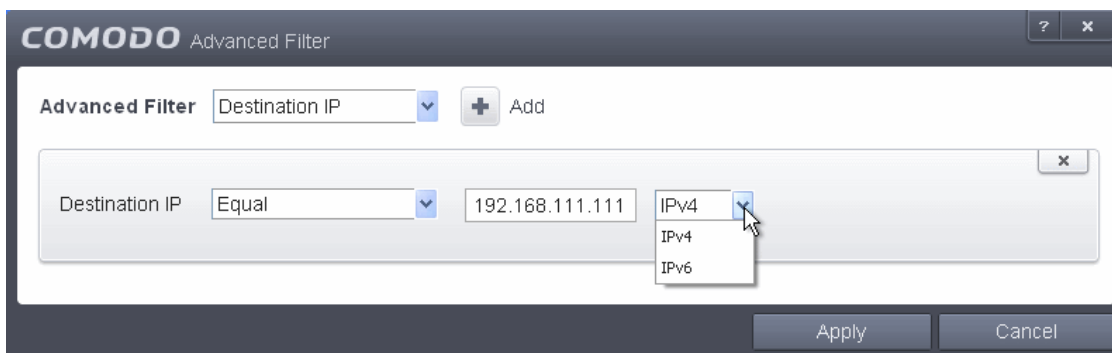 COMODO Advanced Filter ? x
Advanced Filter Destination IP + Add
x
Destination IP Equal 192.168.111.111 IPv4
IPv4
IPv6
Apply Cancel